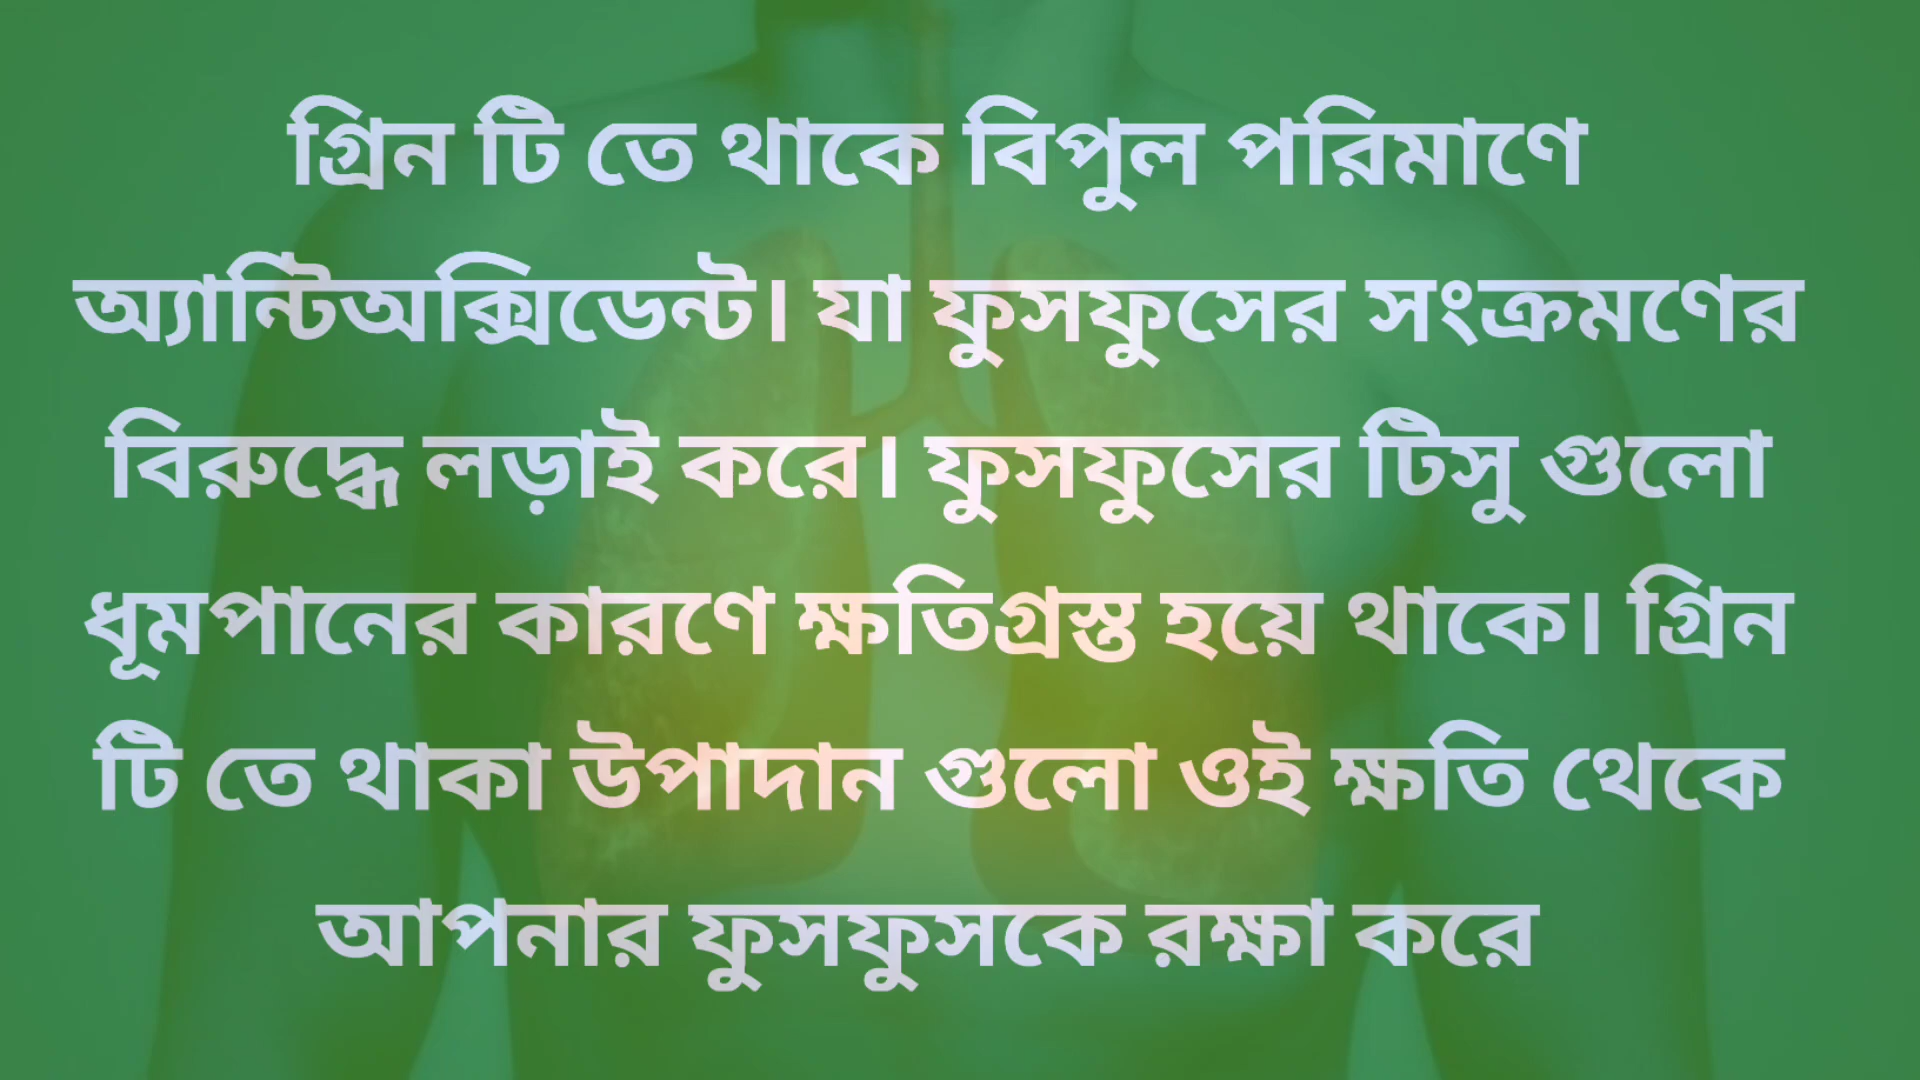 গ্রিন টি তে থাকে বিপুল পরিমাণে
অ্যান্টিঅক্সিডেন্ট। যা ফুসফুসের সংক্রমণের
বিরুদ্ধে লড়াই করে। ফুসফুসের টিসু গুলো
ধূমপানের কারণে ক্ষতিগ্রস্ত হয়ে থাকে। গ্রিন
টি তে থাকা উপাদান গুলো ওই ক্ষতি থেকে
আপনার ফুসফুসকে রক্ষা করে